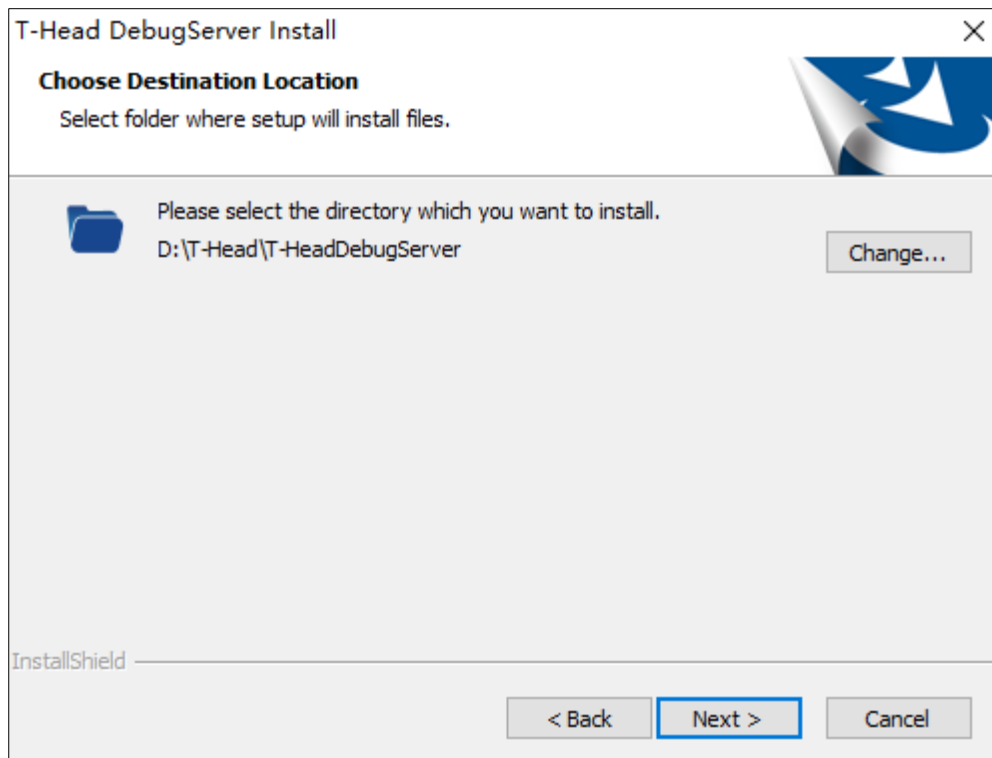 T-Head DebugServer Install
Choose Destination Location
Select folder where setup will install files.
Please select the directory which you want to install.
D:\T-Head\T-HeadDebugServer
Change...
InstallShield
< Back
Next >
Cancel